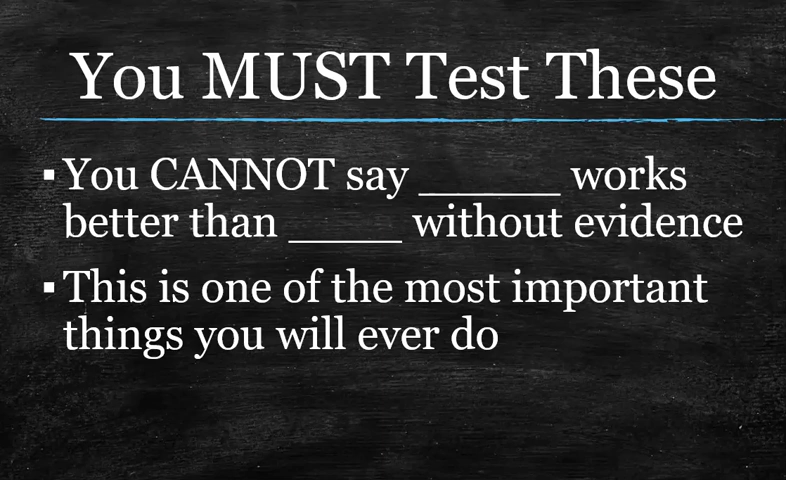 You MUST Test These
▪You CANNOT say ______ works
better than _____ without evidence
▪This is one of the most important
things you will ever do